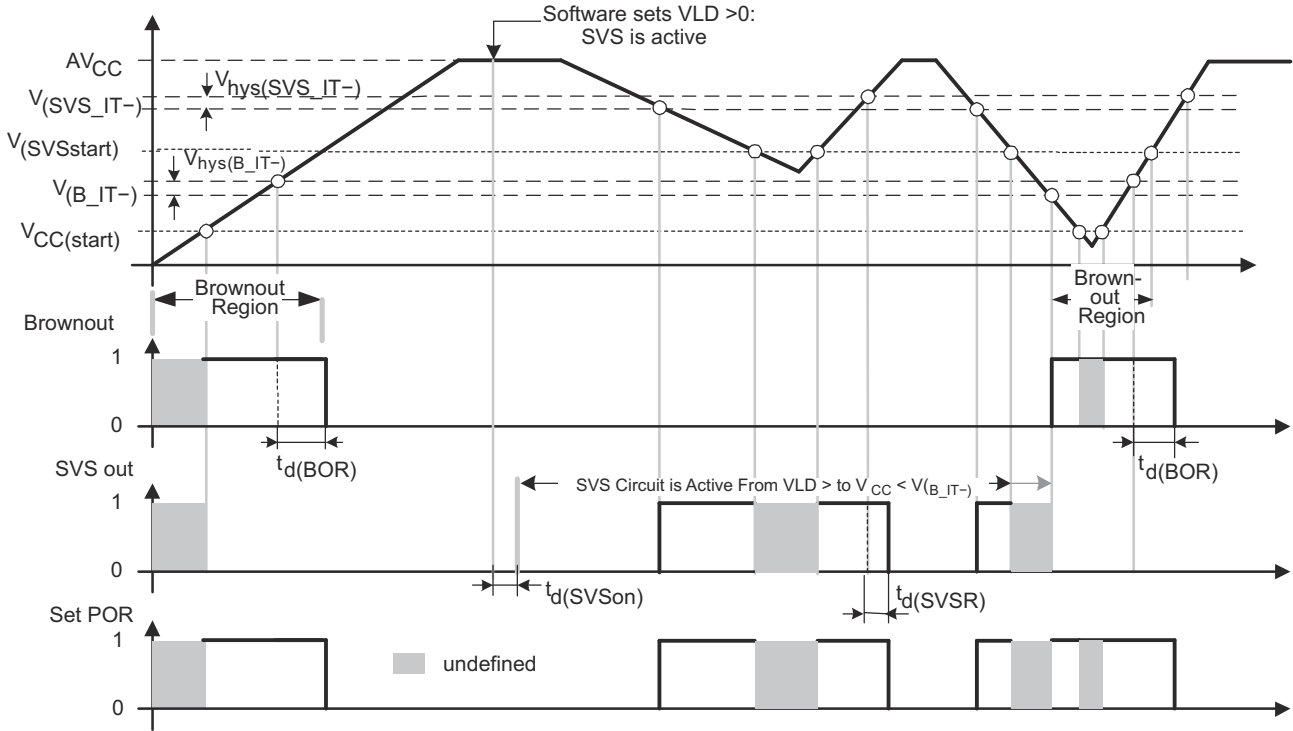 Software sets VLD >0:
SVS is active
AVCC
Vhys(SVS_IT−)
V(SVS_IT−)
V(SVSstart)
Vhys(B_IT−)
V(B_IT−)
VCC(start)
Brownout
Region
Brown-
out
Region
Brownout
1
0
td(BOR)
td(BOR)
SVS out
SVS Circuit is Active From VLD > to VCC < V(B_IT−)
1
0
td(SVSon)
td(SVSR)
Set POR
1
undefined
0